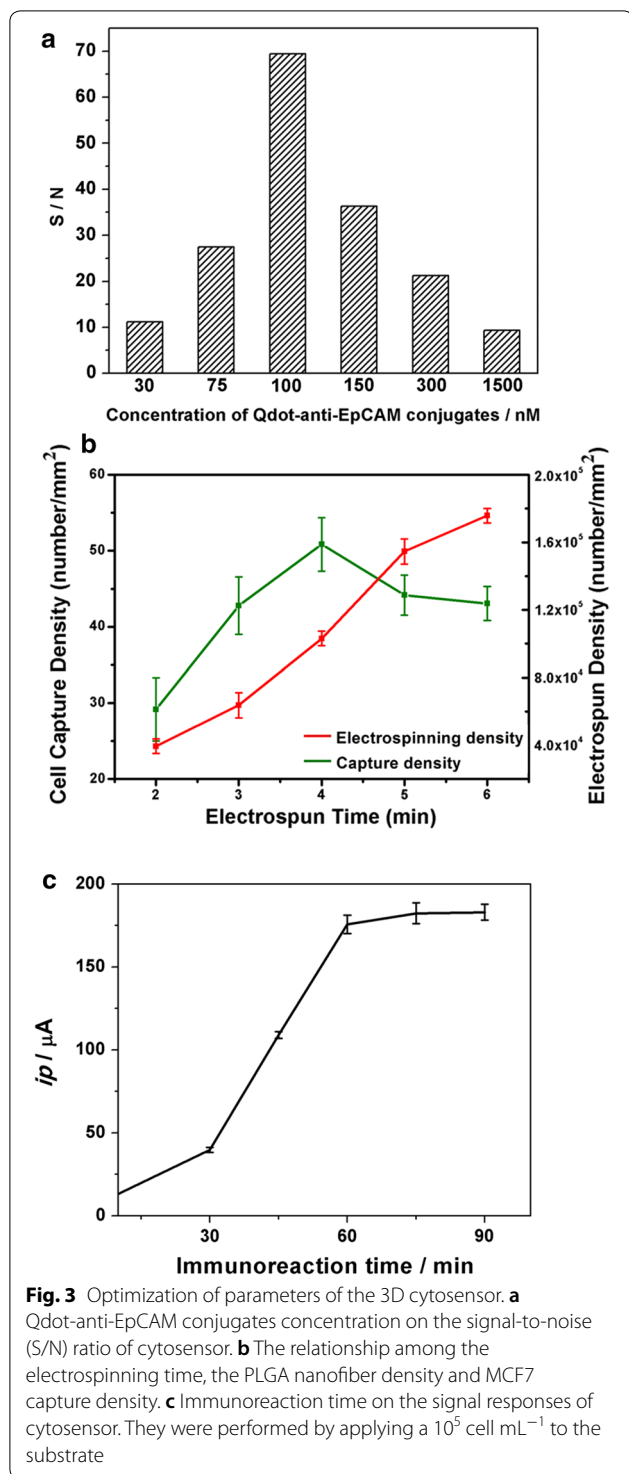 a
70
60
50
40
30
20
10
0
S / N
30 75 100 150 300 1500
Concentration of Qdot-anti-EpCAM conjugates / nM
b
60
50
40
30
20
Cell Capture Density (number/mm²)
2.0x10⁵
1.6x10⁵
1.2x10⁵
8.0x10⁴
4.0x10⁴
Electrospun Density (number/mm²)
Electrospinning density
Capture density
2 3 4 5 6
Electrospun Time (min)
c
200
150
100
50
0
ip / µA
30 60 90
Immunoreaction time / min
Fig. 3 Optimization of parameters of the 3D cytosensor. a
Qdot-anti-EpCAM conjugates concentration on the signal-to-noise
(S/N) ratio of cytosensor. b The relationship among the
electrospinning time, the PLGA nanofiber density and MCF7
capture density. c Immunoreaction time on the signal responses of
cytosensor. They were performed by applying a 10⁵ cell mL⁻¹ to the
substrate